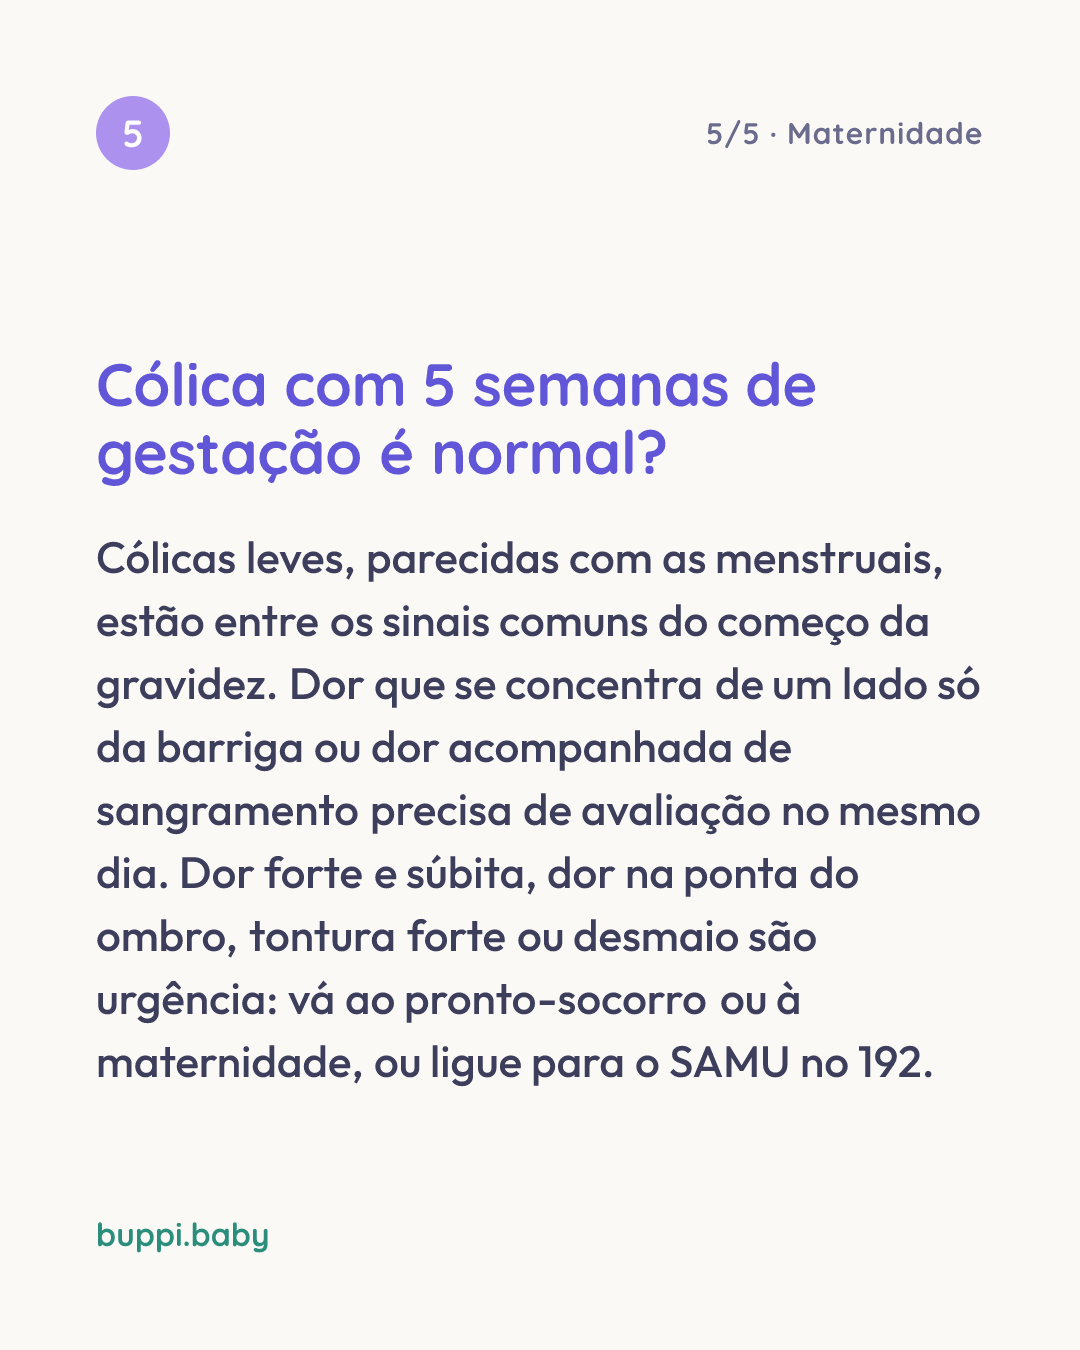 5
5/5 · Maternidade
Cólica com 5 semanas de
gestação é normal?
Cólicas leves, parecidas com as menstruais,
estão entre os sinais comuns do começo da
gravidez. Dor que se concentra de um lado só
da barriga ou dor acompanhada de
sangramento precisa de avaliação no mesmo
dia. Dor forte e súbita, dor na ponta do
ombro, tontura forte ou desmaio são
urgência: vá ao pronto-socorro ou à
maternidade, ou ligue para o SAMU no 192.
buppi.baby